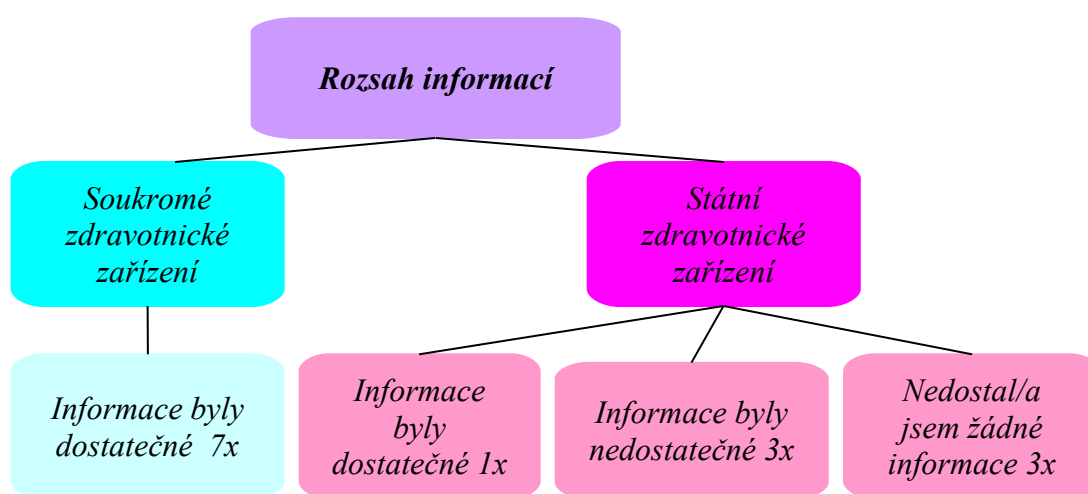 Rozsah informací
Soukromé
zdravotnické
zařízení
Státní
zdravotnické
zařízení
Informace byly
dostatečné 7x
Informace
byly
dostatečné 1x
Informace byly
nedostatečné 3x
Nedostal/a
jsem žádné
informace 3x